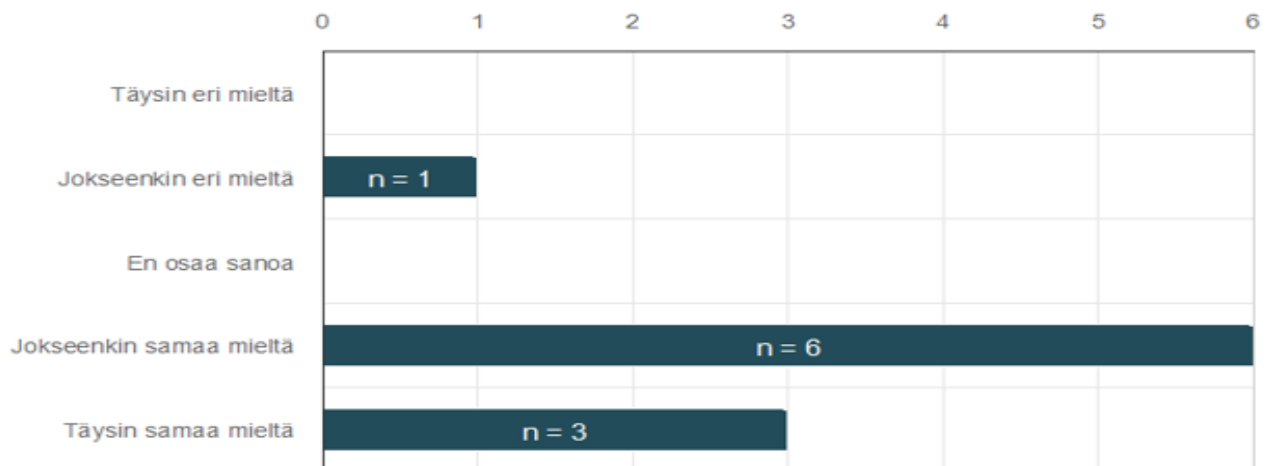 0 1 2 3 4 5 6
Täysin eri mieltä
Jokseenkin eri mieltä n = 1
En osaa sanoa
Jokseenkin samaa mieltä n = 6
Täysin samaa mieltä n = 3